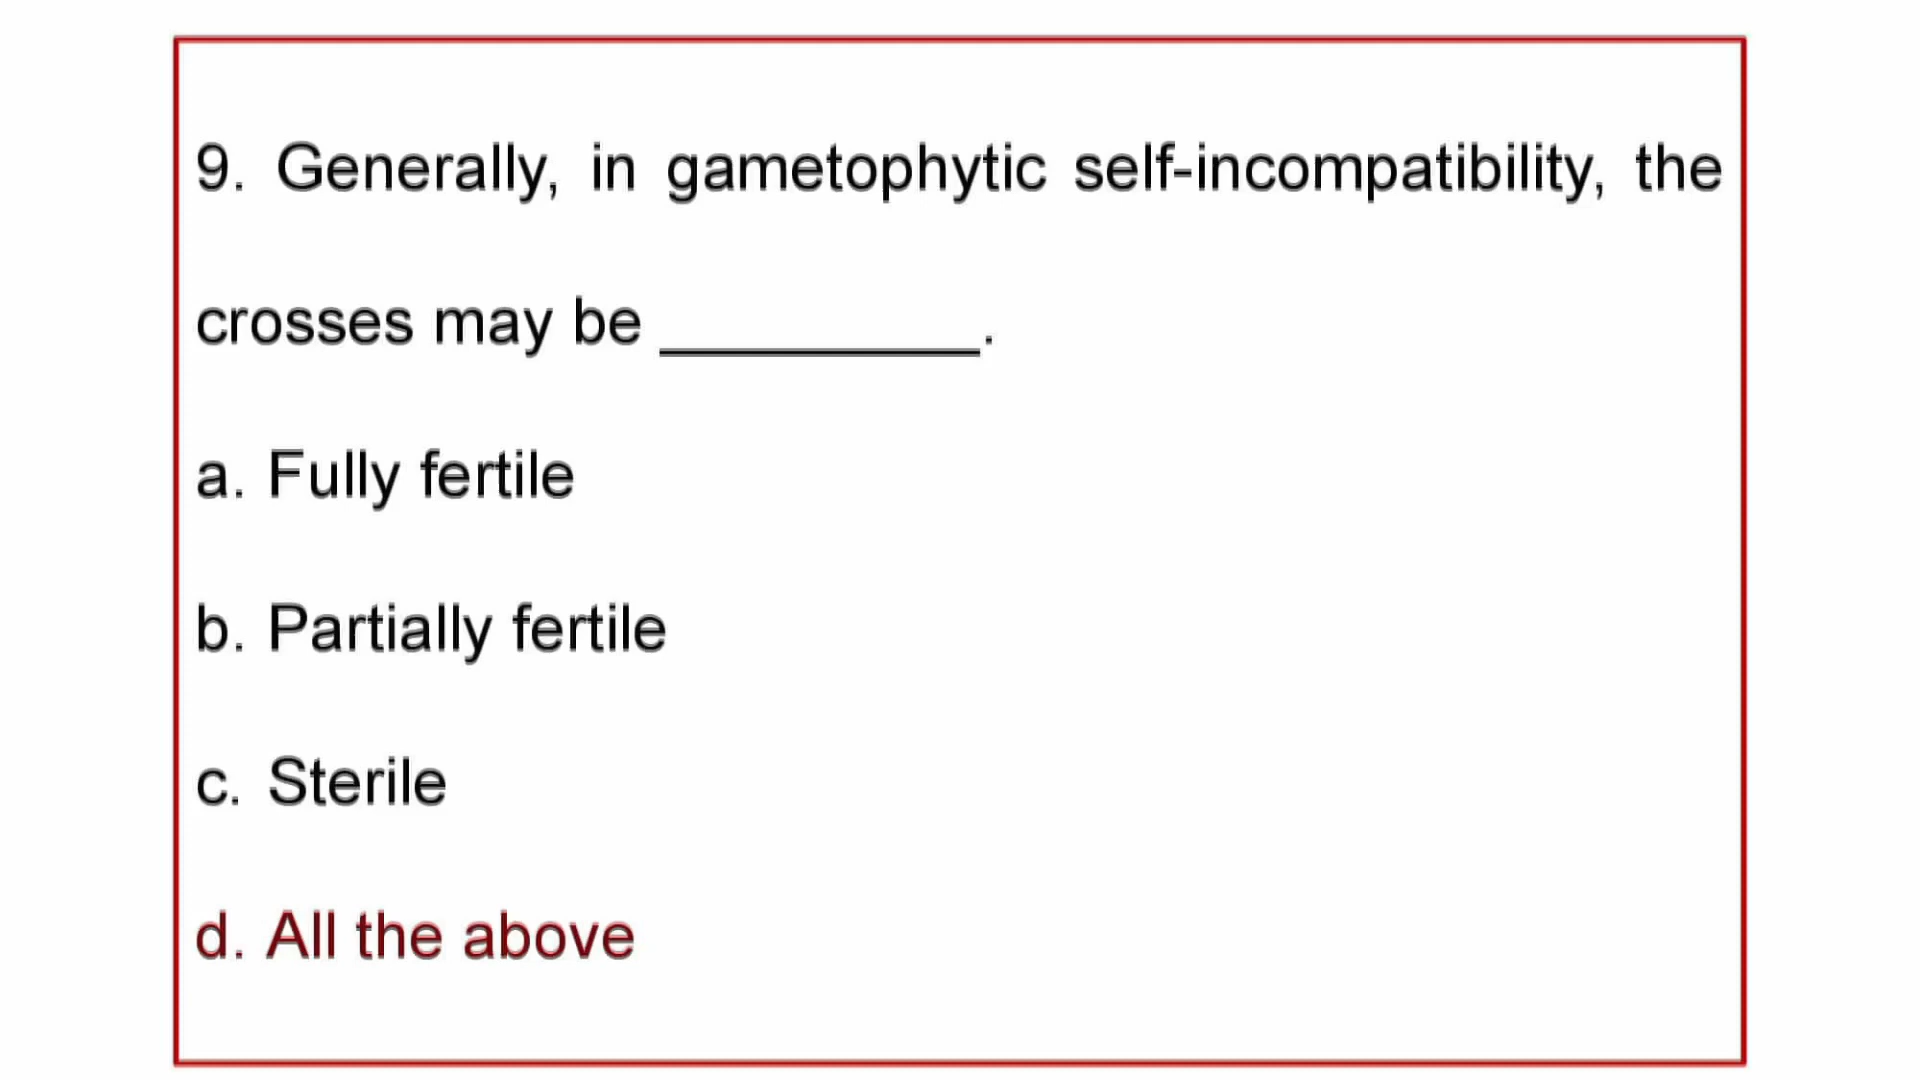 9. Generally, in gametophytic self-incompatibility, the
crosses may be __________.
a. Fully fertile
b. Partially fertile
c. Sterile
d. All the above